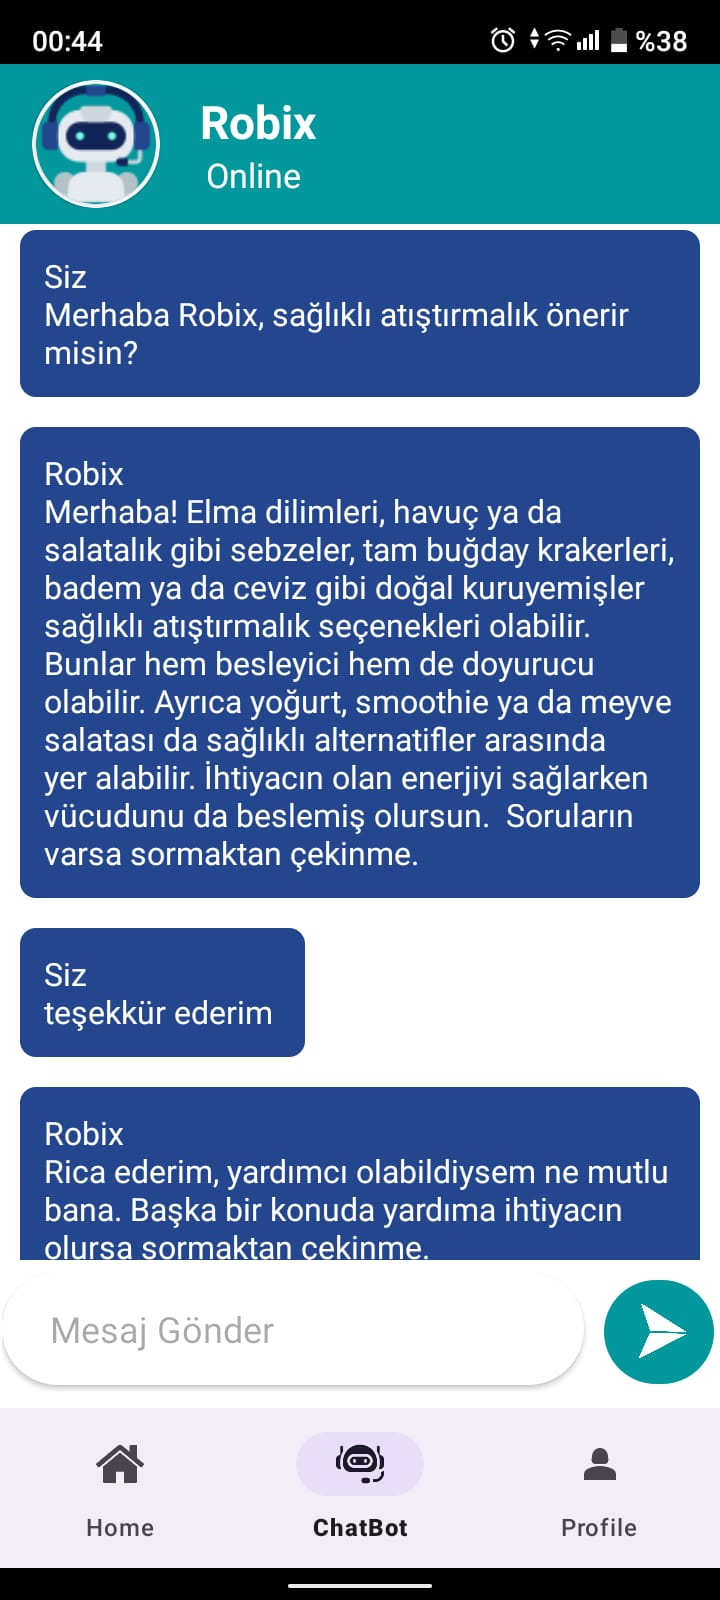 00:44
%38
Robix
Online
Siz
Merhaba Robix, sağlıklı atıştırmalık önerir
misin?
Robix
Merhaba! Elma dilimleri, havuç ya da
salatalık gibi sebzeler, tam buğday krakerleri,
badem ya da ceviz gibi doğal kuruyemişler
sağlıklı atıştırmalık seçenekleri olabilir.
Bunlar hem besleyici hem de doyurucu
olabilir. Ayrıca yoğurt, smoothie ya da meyve
salatası da sağlıklı alternatifler arasında
yer alabilir. İhtiyacın olan enerjiyi sağlarken
vücudunu da beslemiş olursun.  Soruların
varsa sormaktan çekinme.
Siz
teşekkür ederim
Robix
Rica ederim, yardımcı olabildiysem ne mutlu
bana. Başka bir konuda yardıma ihtiyacın
olursa sormaktan çekinme.
Mesaj Gönder
Home
ChatBot
Profile